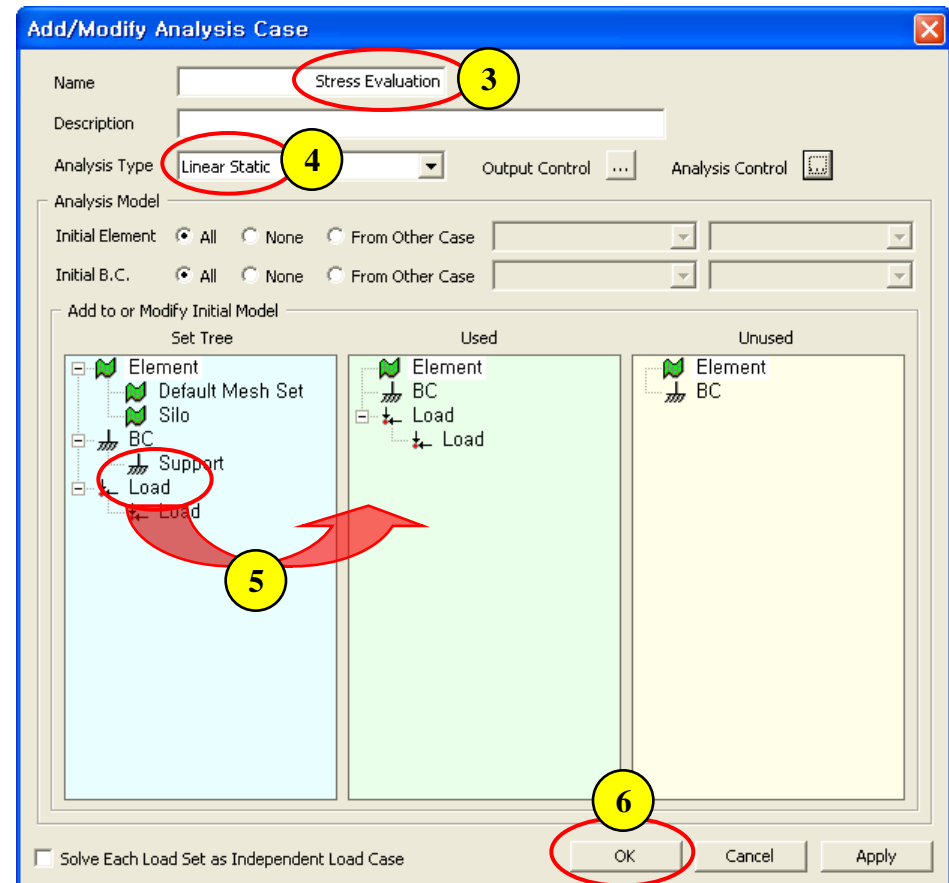 Add/Modify Analysis Case
Name Stress Evaluation 3
Description
Analysis Type Linear Static 4 Output Control ... Analysis Control ...
Analysis Model
Initial Element All None From Other Case
Initial B.C. All None From Other Case
Add to or Modify Initial Model
Set Tree Used Unused
Element Element Element
Default Mesh Set BC BC
Silo Load
BC Load
Support
Load
Load
5
6
Solve Each Load Set as Independent Load Case OK Cancel Apply